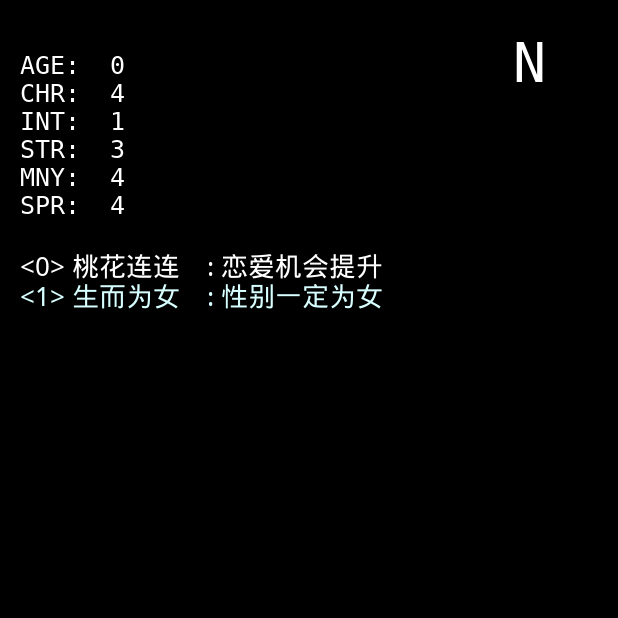 N
AGE: 0
CHR: 4
INT: 1
STR: 3
MNY: 4
SPR: 4
<0> 桃花连连 : 恋爱机会提升
<1> 生而为女 : 性别一定为女